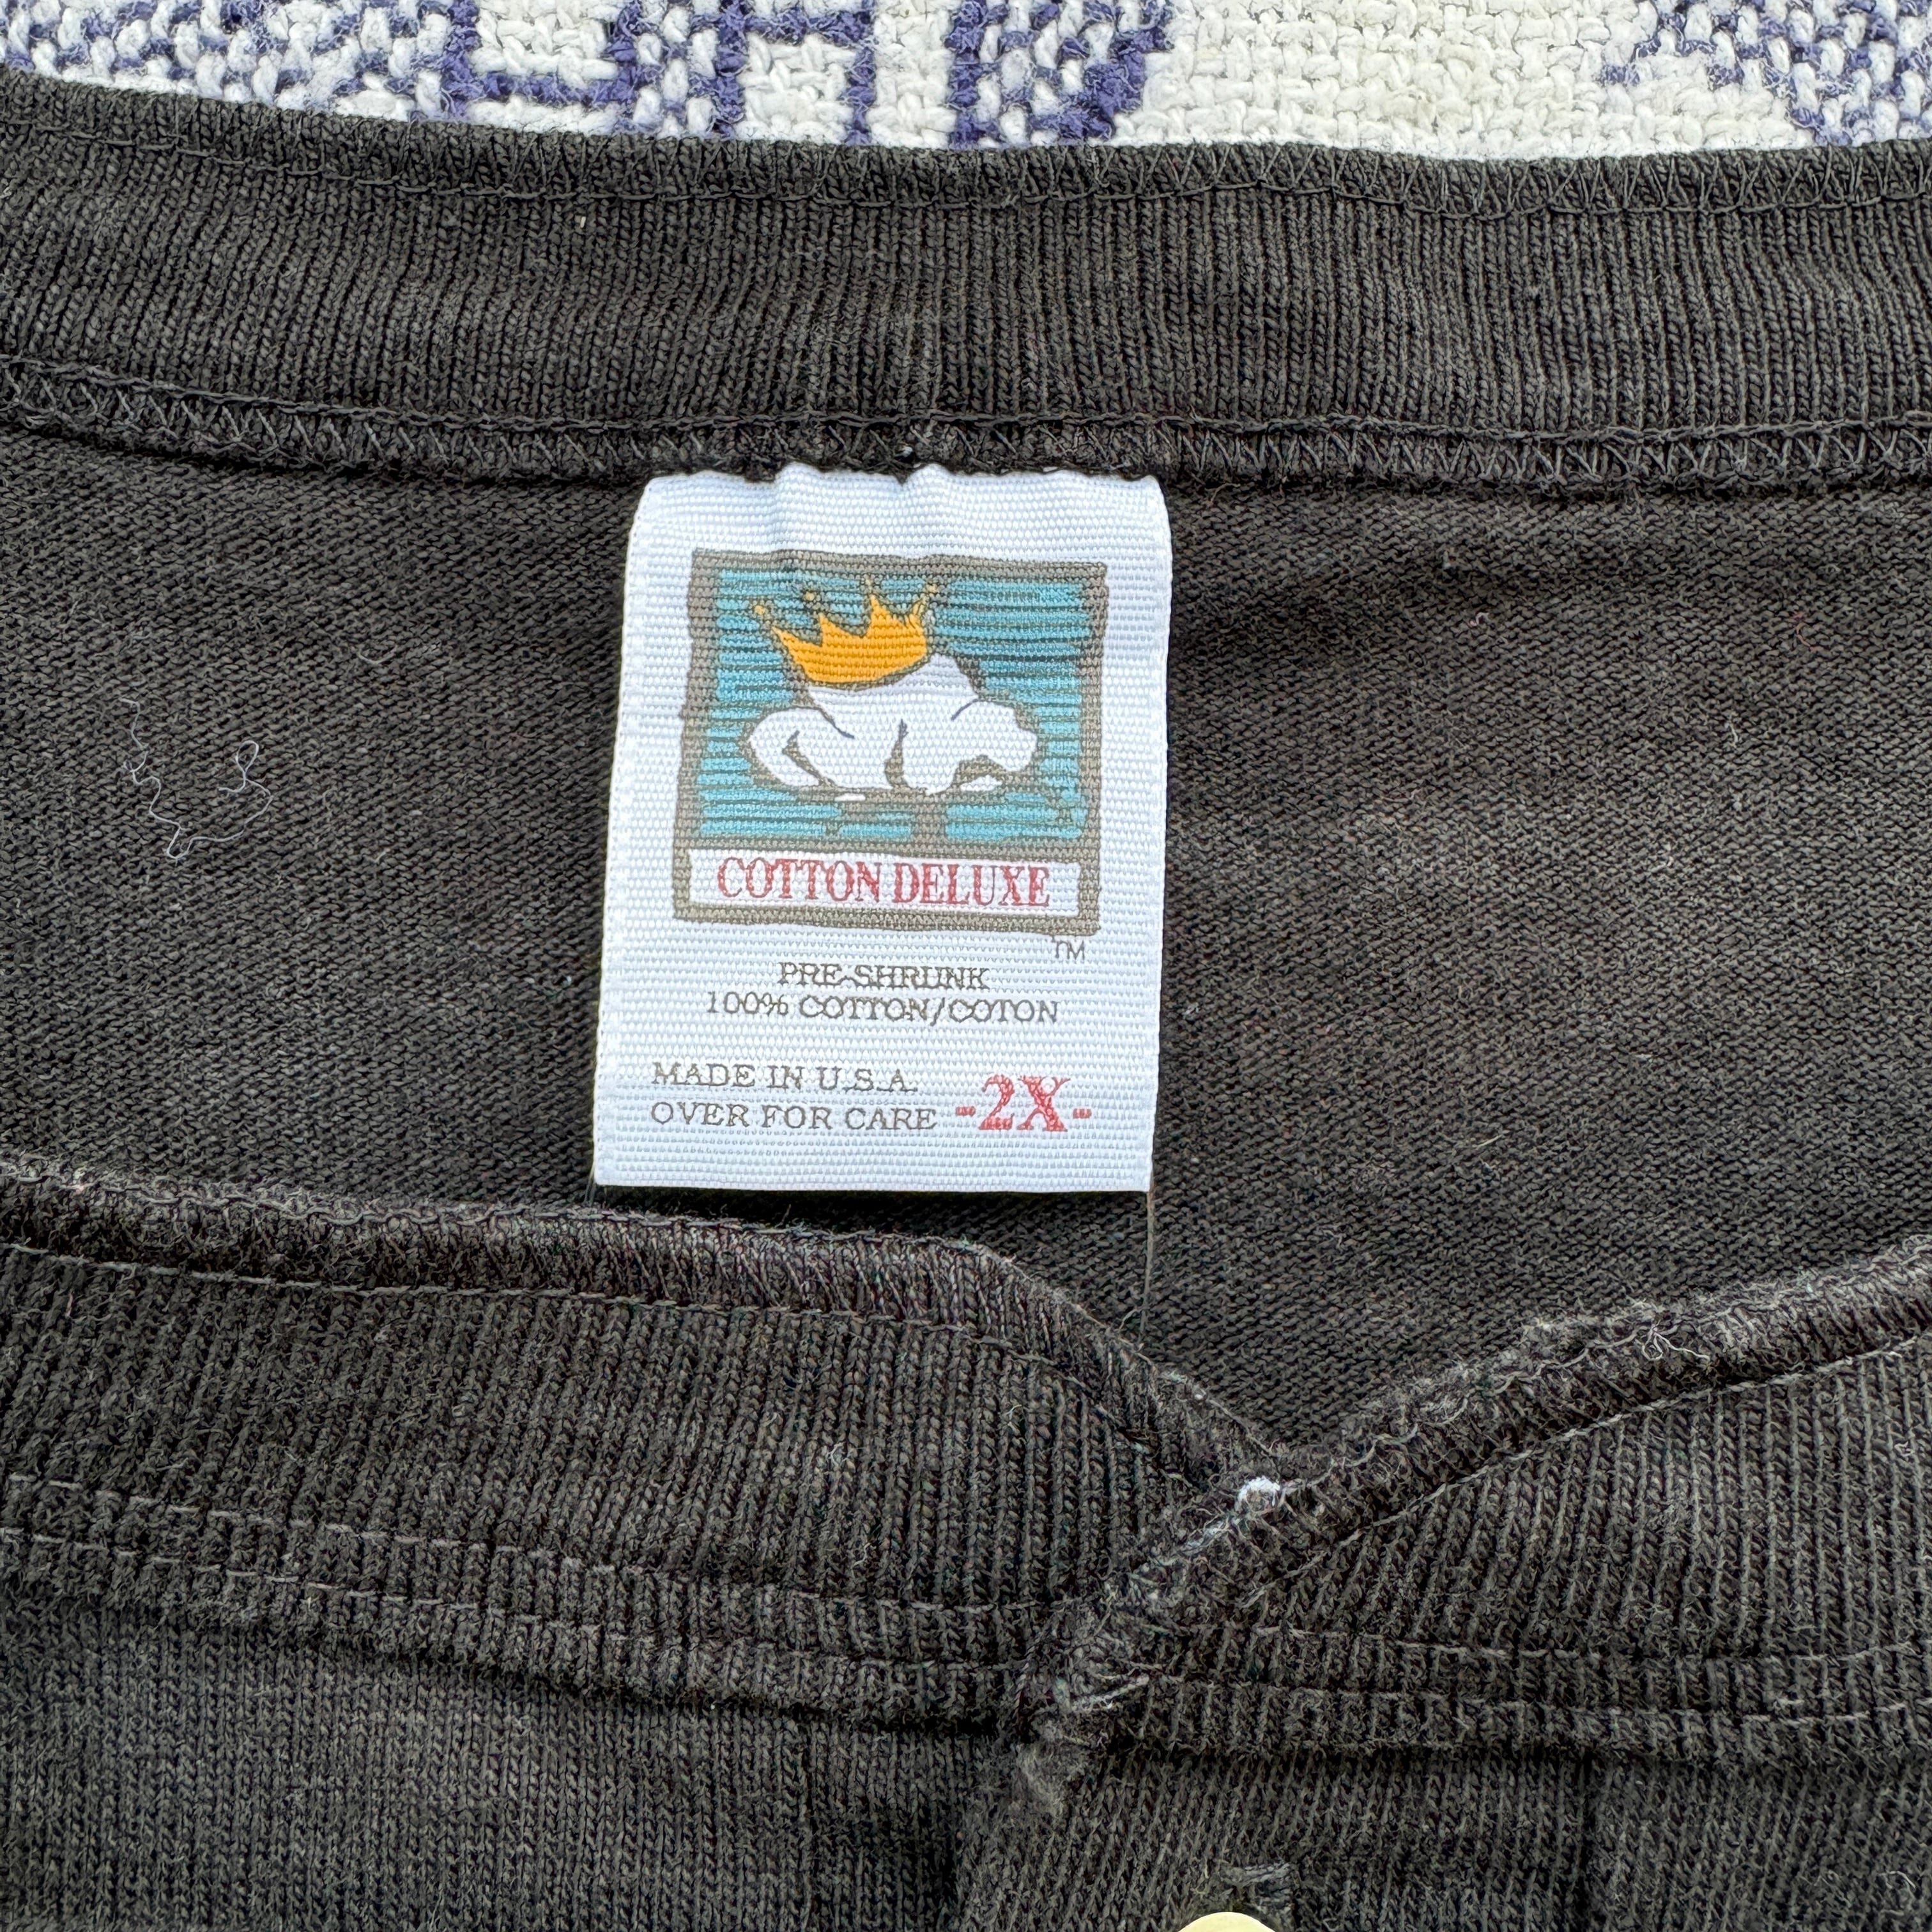 COTTON DELUXE
TM
PRE-SHRUNK
100% COTTON/COTON
MADE IN U.S.A.
OVER FOR CARE -2X-